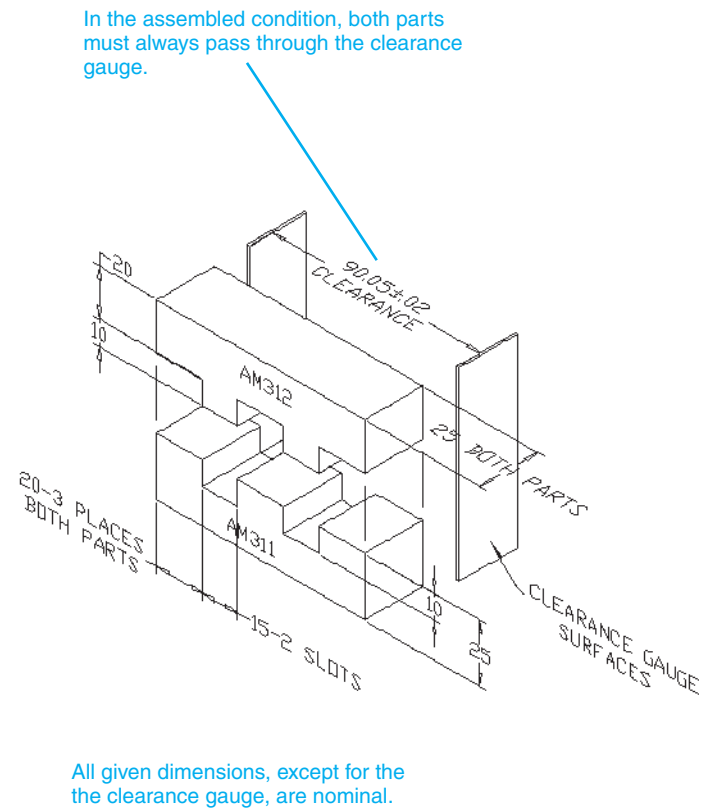 In the assembled condition, both parts
must always pass through the clearance
gauge.
90.05±.02
CLEARANCE
20
10
AM312
25 BOTH PARTS
20-3 PLACES
BOTH PARTS
AM311
15-2 SLOTS
10
25
CLEARANCE GAUGE
SURFACES
All given dimensions, except for the
the clearance gauge, are nominal.